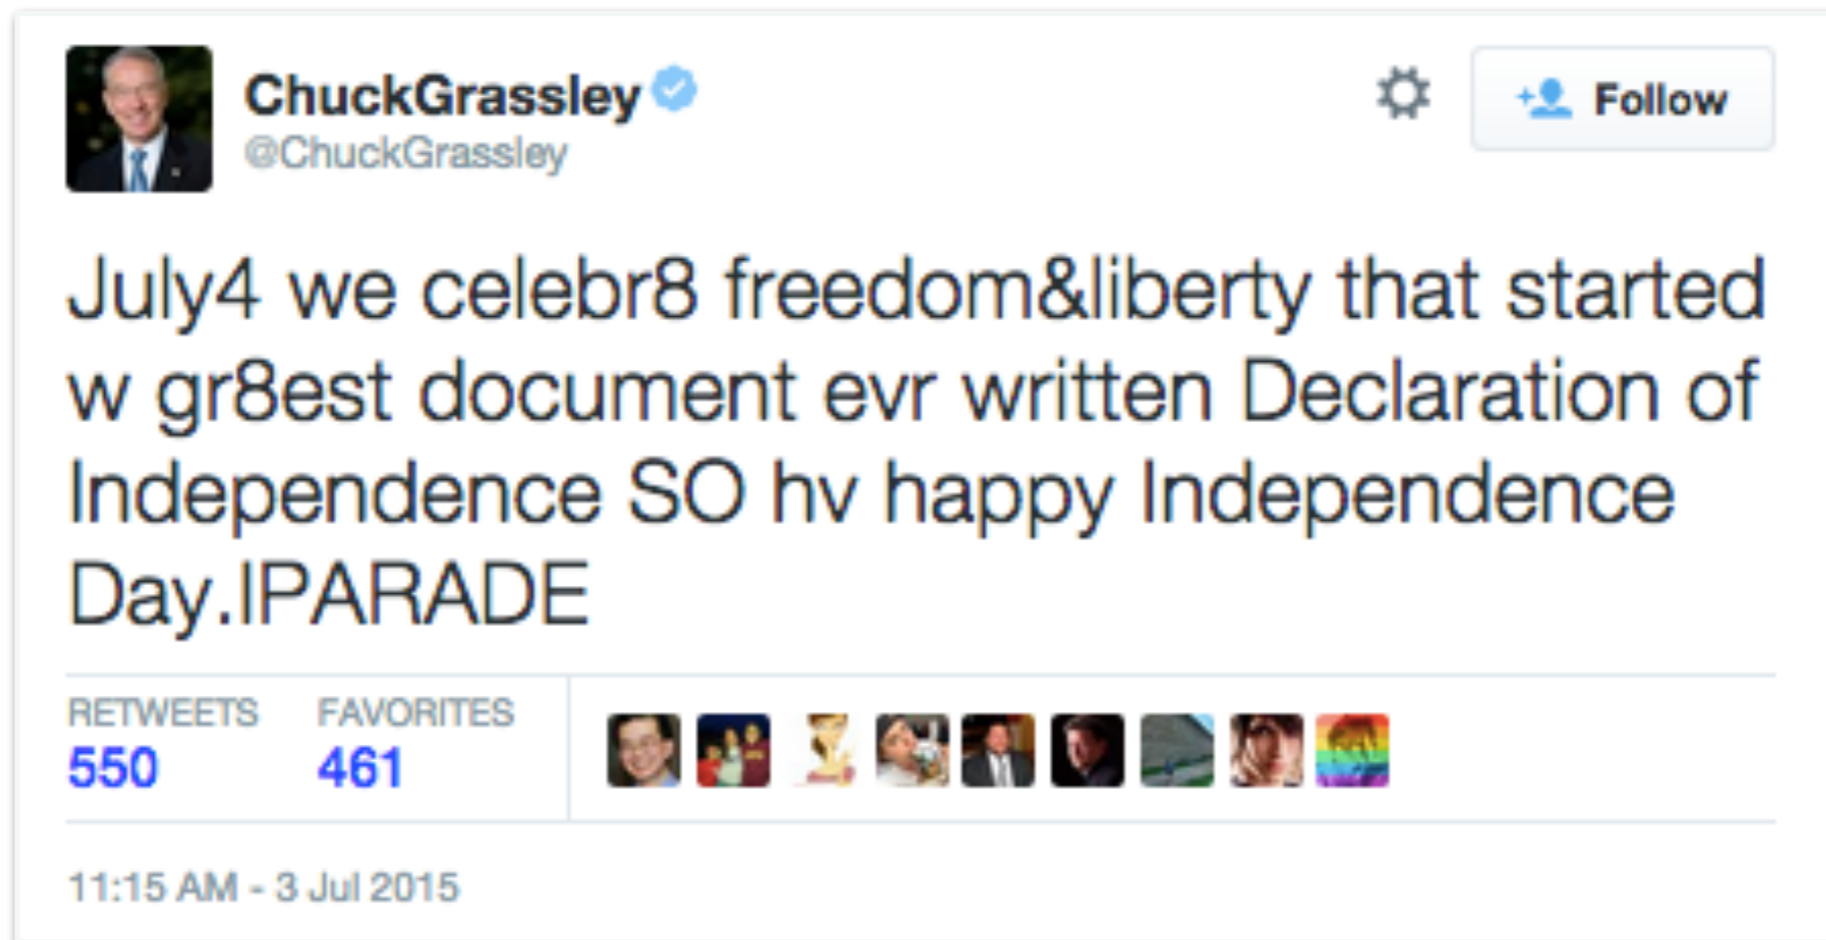 ChuckGrassley
@ChuckGrassley
Follow
July4 we celebr8 freedom&liberty that started
w gr8est document evr written Declaration of
Independence SO hv happy Independence
Day.IPARADE
RETWEETS FAVORITES
550 461
11:15 AM - 3 Jul 2015